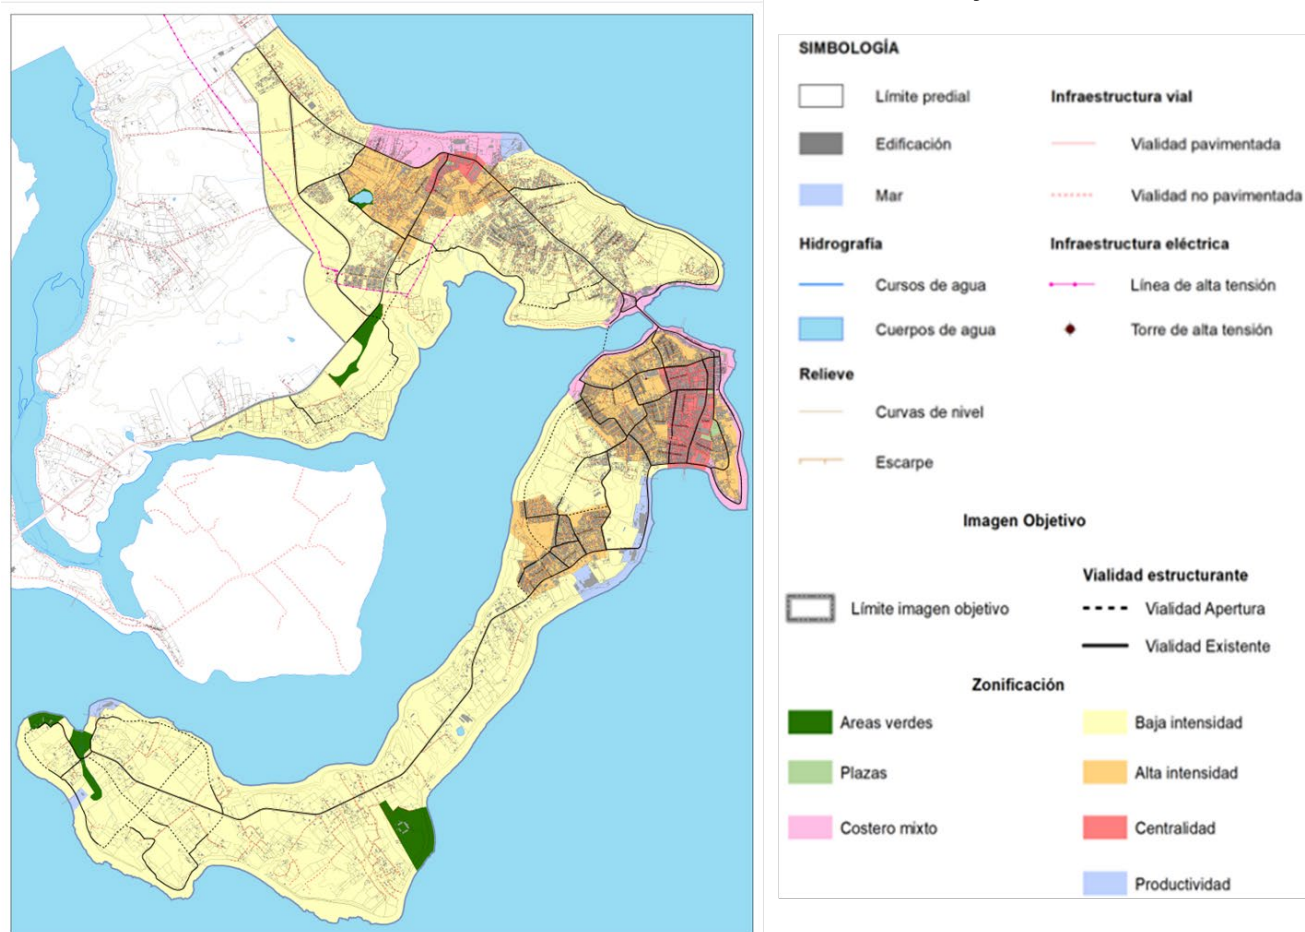 SIMBOLOGÍA
Límite predial
Infraestructura vial
Edificación
Vialidad pavimentada
Mar
Vialidad no pavimentada
Hidrografía
Infraestructura eléctrica
Cursos de agua
Línea de alta tensión
Cuerpos de agua
Torre de alta tensión
Relieve
Curvas de nivel
Escarpe
Imagen Objetivo
Vialidad estructurante
Límite imagen objetivo
Vialidad Apertura
Vialidad Existente
Zonificación
Areas verdes
Baja intensidad
Plazas
Alta intensidad
Costero mixto
Centralidad
Productividad